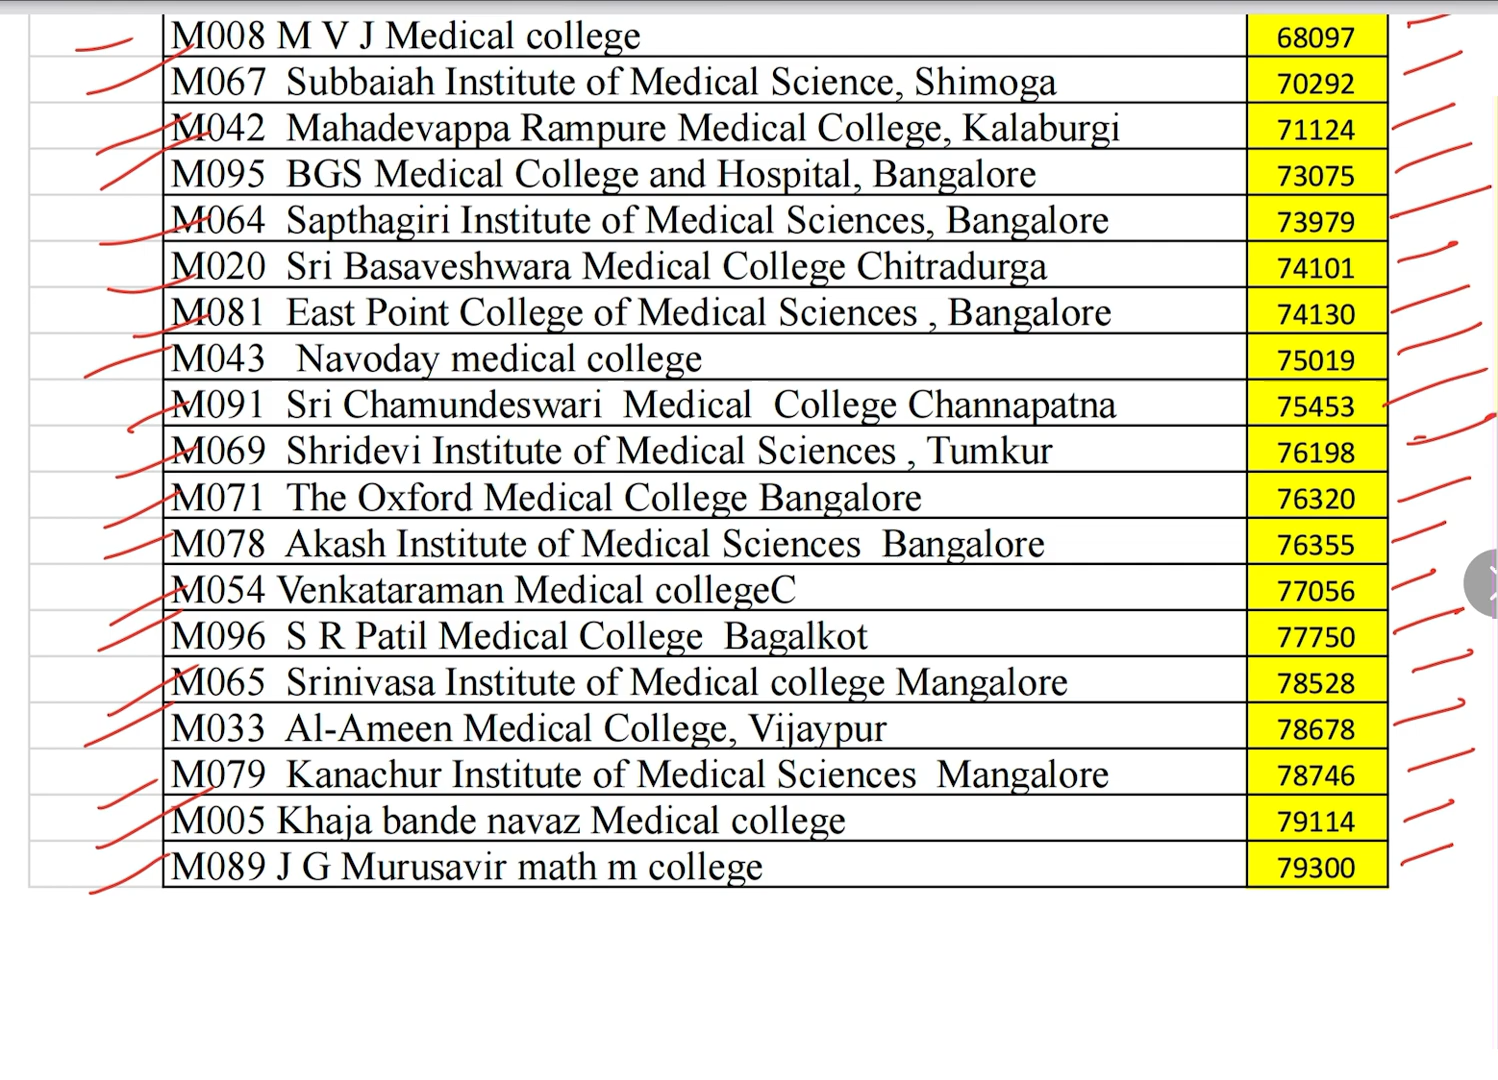 M008 M V J Medical college 68097
M067 Subbaiah Institute of Medical Science, Shimoga 70292
M042 Mahadevappa Rampure Medical College, Kalaburgi 71124
M095 BGS Medical College and Hospital, Bangalore 73075
M064 Sapthagiri Institute of Medical Sciences, Bangalore 73979
M020 Sri Basaveshwara Medical College Chitradurga 74101
M081 East Point College of Medical Sciences , Bangalore 74130
M043 Navoday medical college 75019
M091 Sri Chamundeswari Medical College Channapatna 75453
M069 Shridevi Institute of Medical Sciences , Tumkur 76198
M071 The Oxford Medical College Bangalore 76320
M078 Akash Institute of Medical Sciences Bangalore 76355
M054 Venkataraman Medical collegeC 77056
M096 S R Patil Medical College Bagalkot 77750
M065 Srinivasa Institute of Medical college Mangalore 78528
M033 Al-Ameen Medical College, Vijaypur 78678
M079 Kanachur Institute of Medical Sciences Mangalore 78746
M005 Khaja bande navaz Medical college 79114
M089 J G Murusavir math m college 79300